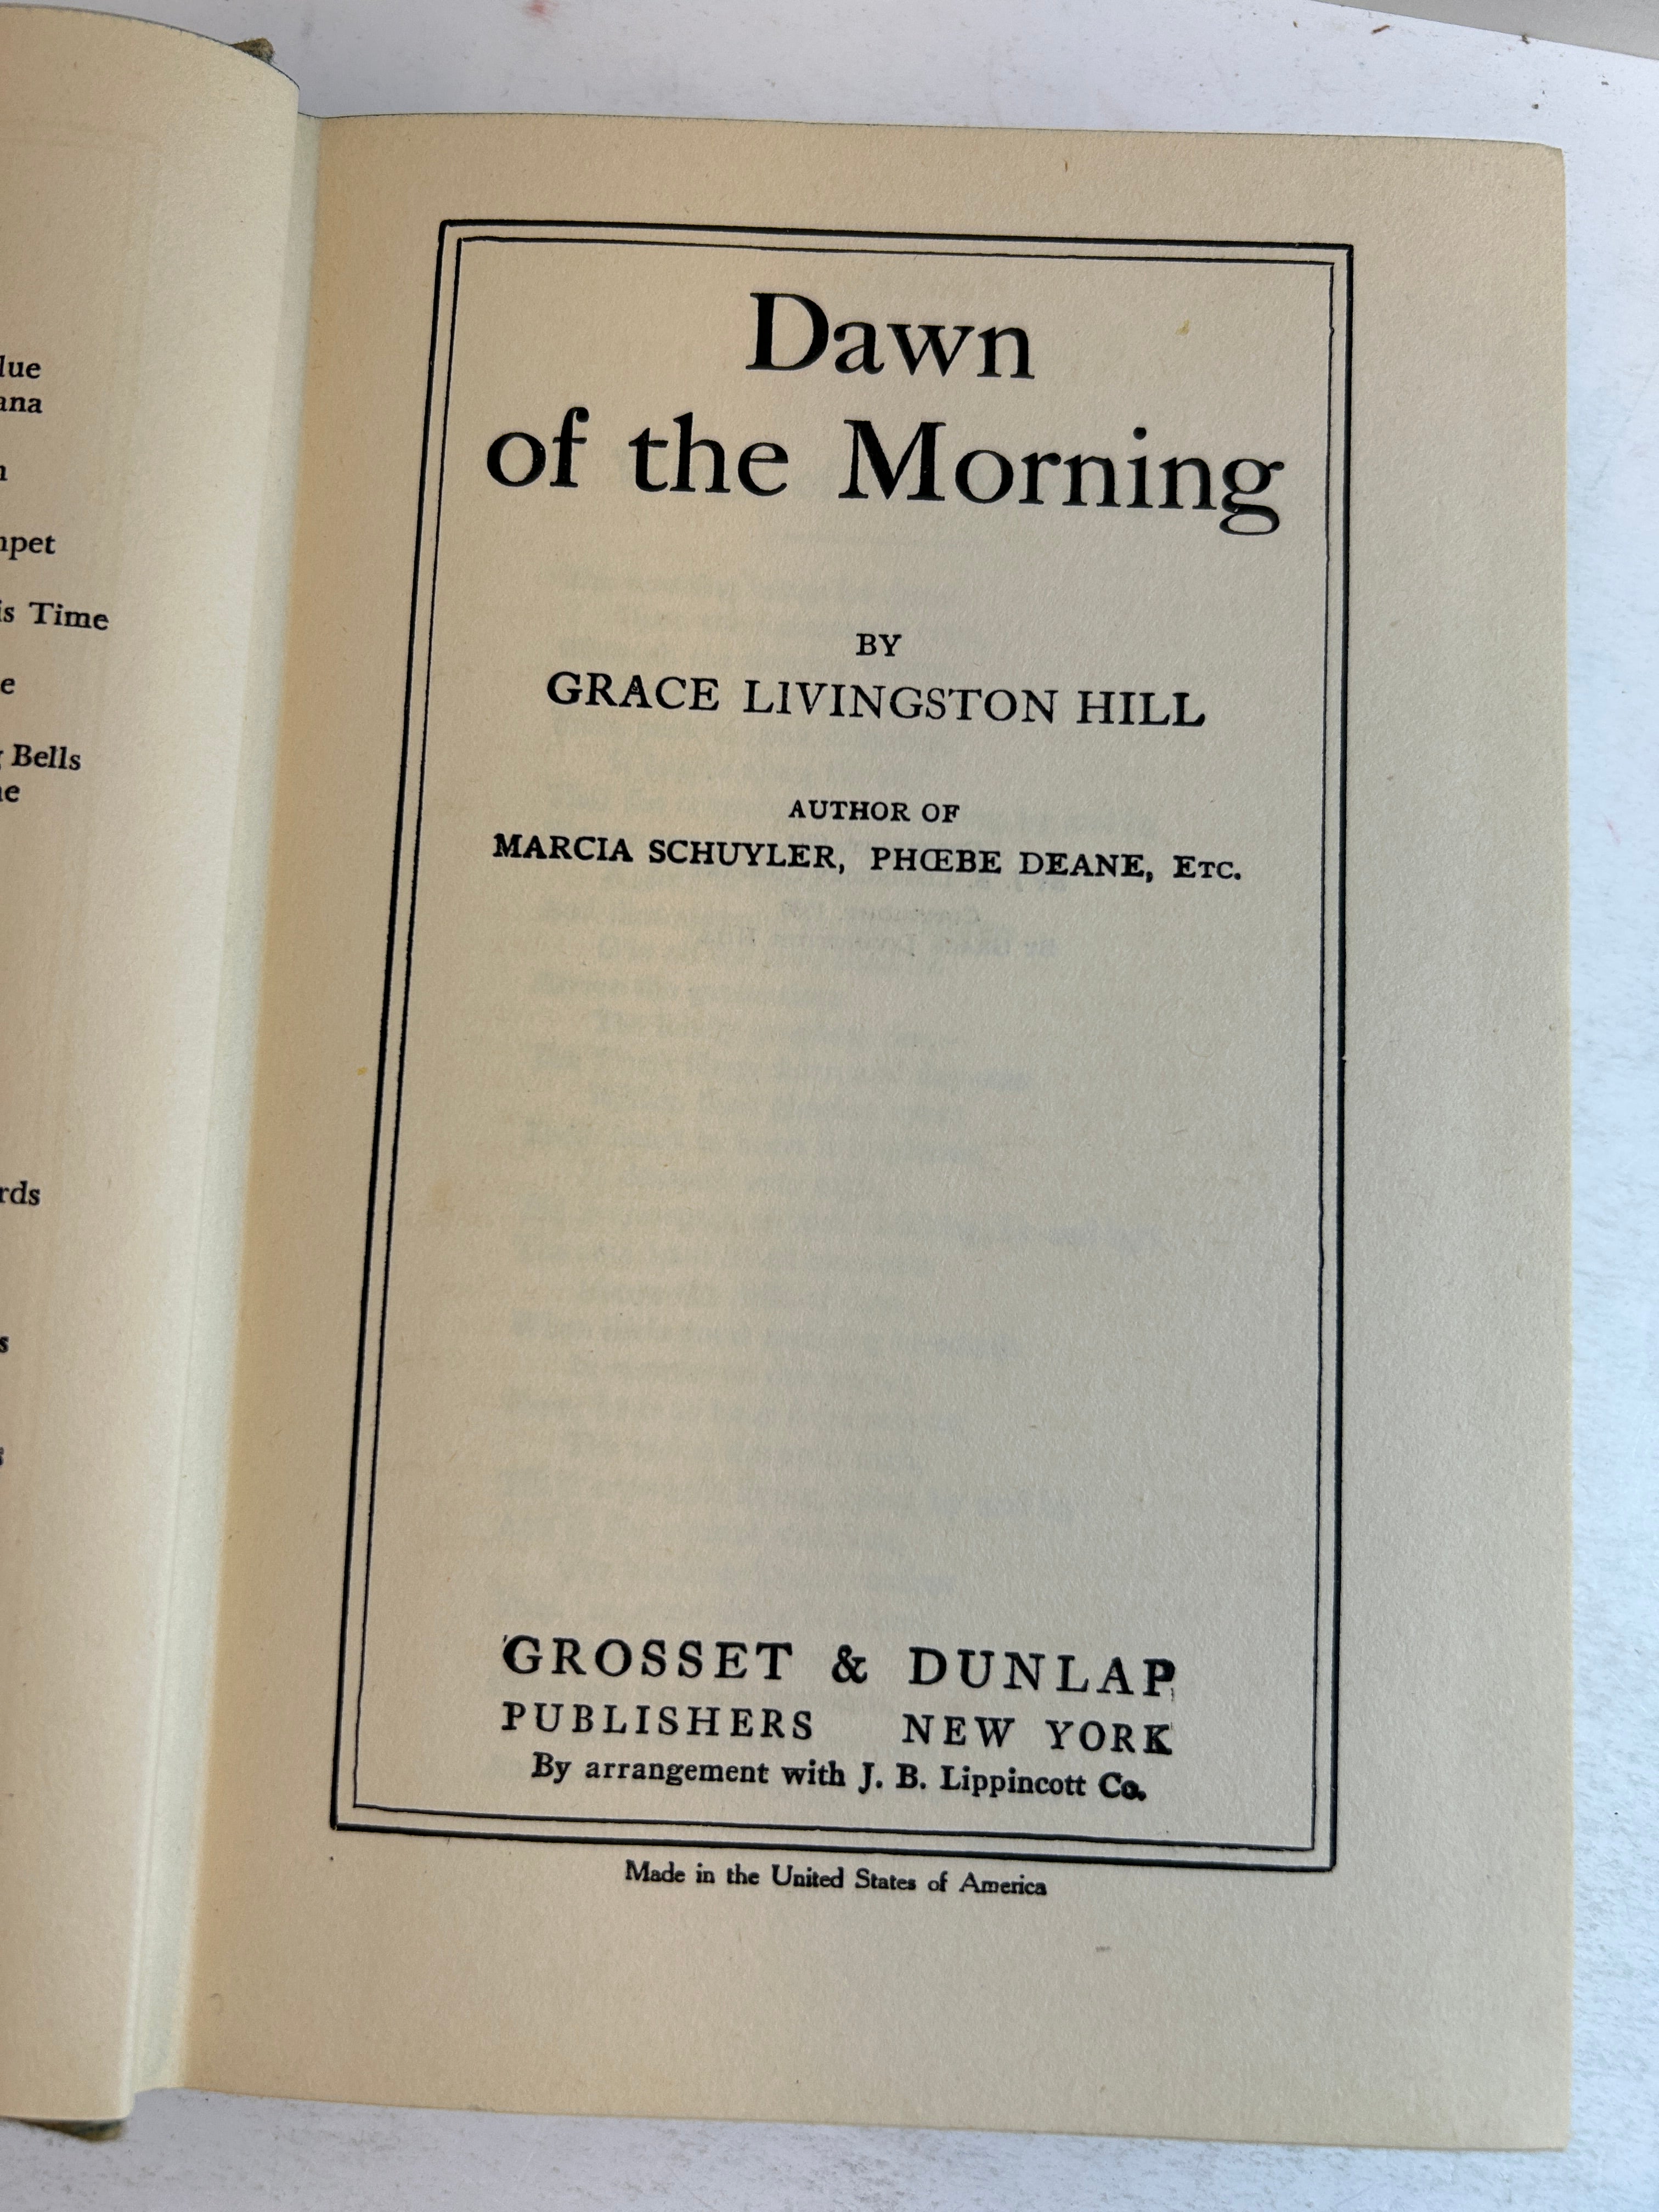 lue
ana
n
mpet
is Time
e
g Bells
ne
rds
s
s
Dawn
of the Morning
BY
GRACE LIVINGSTON HILL
AUTHOR OF
MARCIA SCHUYLER, PHŒBE DEANE, ETC.
GROSSET & DUNLAP
PUBLISHERS NEW YORK
By arrangement with J. B. Lippincott Co.
Made in the United States of America